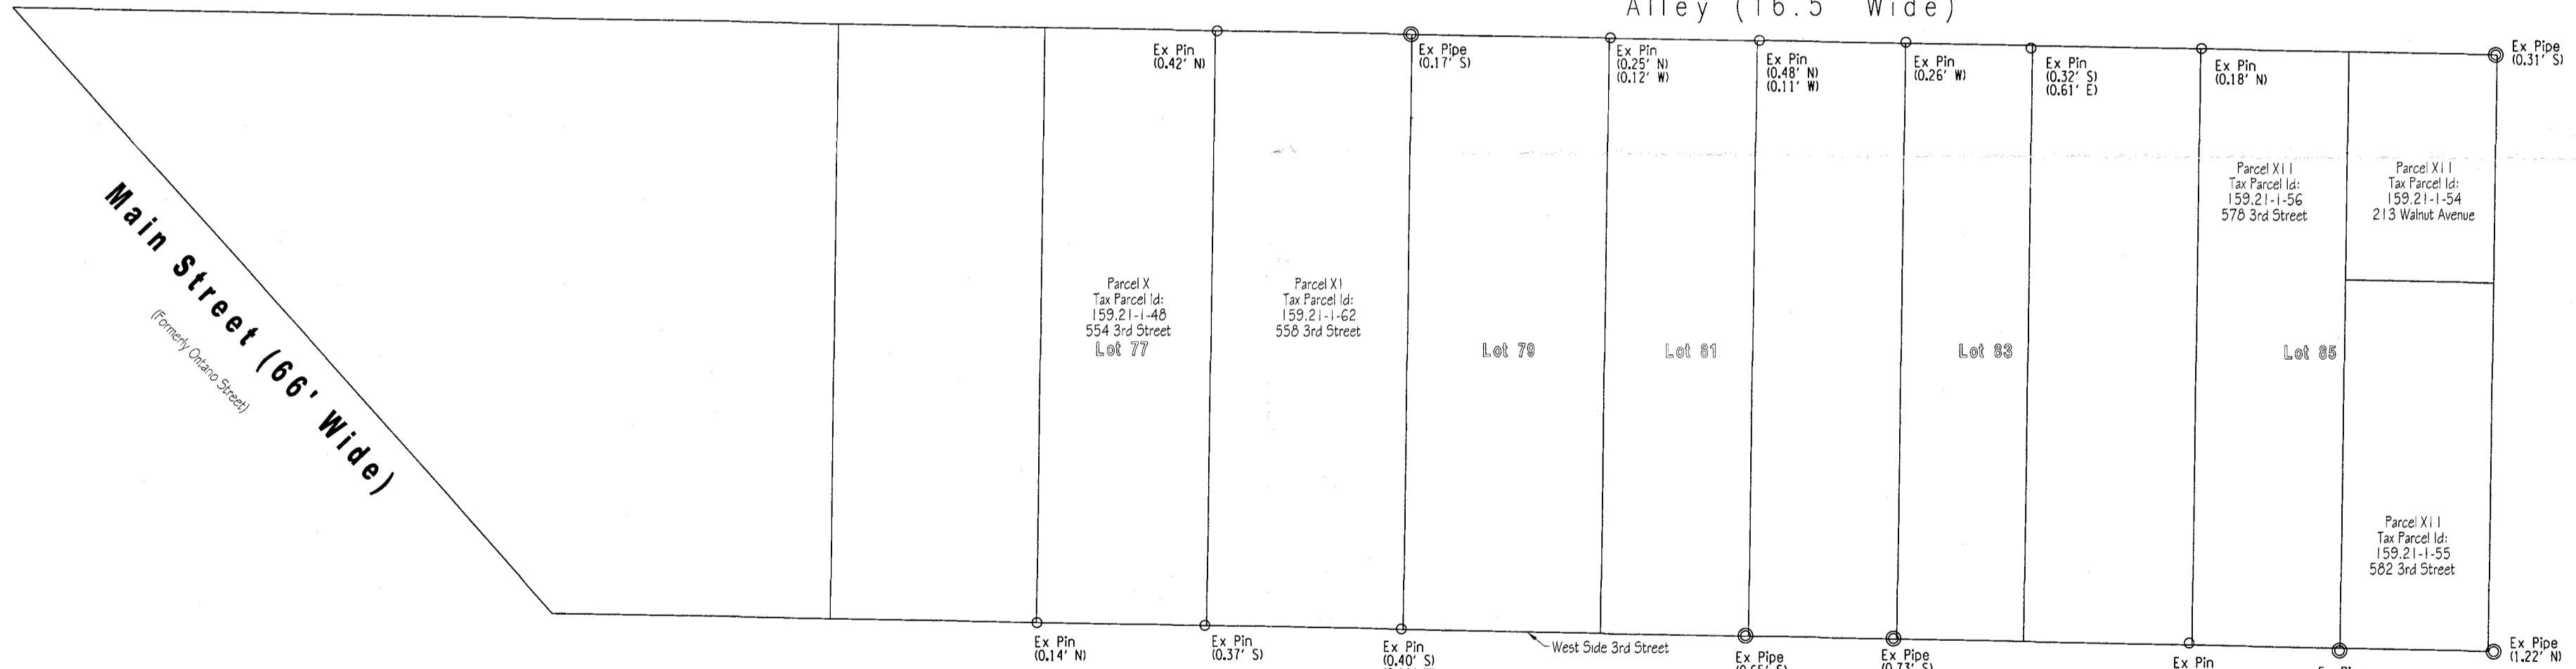 Alley (16.5' Wide)
Ex Pin
(0.42' N)
Ex Pipe
(0.17' S)
Ex Pin
(0.25' N)
(0.12' W)
Ex Pin
(0.48' N)
(0.11' W)
Ex Pin
(0.26' W)
Ex Pin
(0.32' S)
(0.61' E)
Ex Pin
(0.18' N)
Ex Pipe
(0.31' S)
Main Street (66' Wide)
(Formerly Ontario Street)
Parcel X
Tax Parcel Id:
159.21-1-48
554 3rd Street
Lot 77
Parcel XI
Tax Parcel Id:
159.21-1-62
558 3rd Street
Lot 79
Lot 81
Lot 83
Parcel XII
Tax Parcel Id:
159.21-1-56
578 3rd Street
Lot 85
Parcel XII
Tax Parcel Id:
159.21-1-54
213 Walnut Avenue
Parcel XII
Tax Parcel Id:
159.21-1-55
582 3rd Street
Ex Pin
(0.14' N)
Ex Pin
(0.37' S)
Ex Pin
(0.40' S)
West Side 3rd Street
Ex Pipe
Ex Pipe
(0.73' S)
Ex Pin
Ex Pipe
(1.22' N)